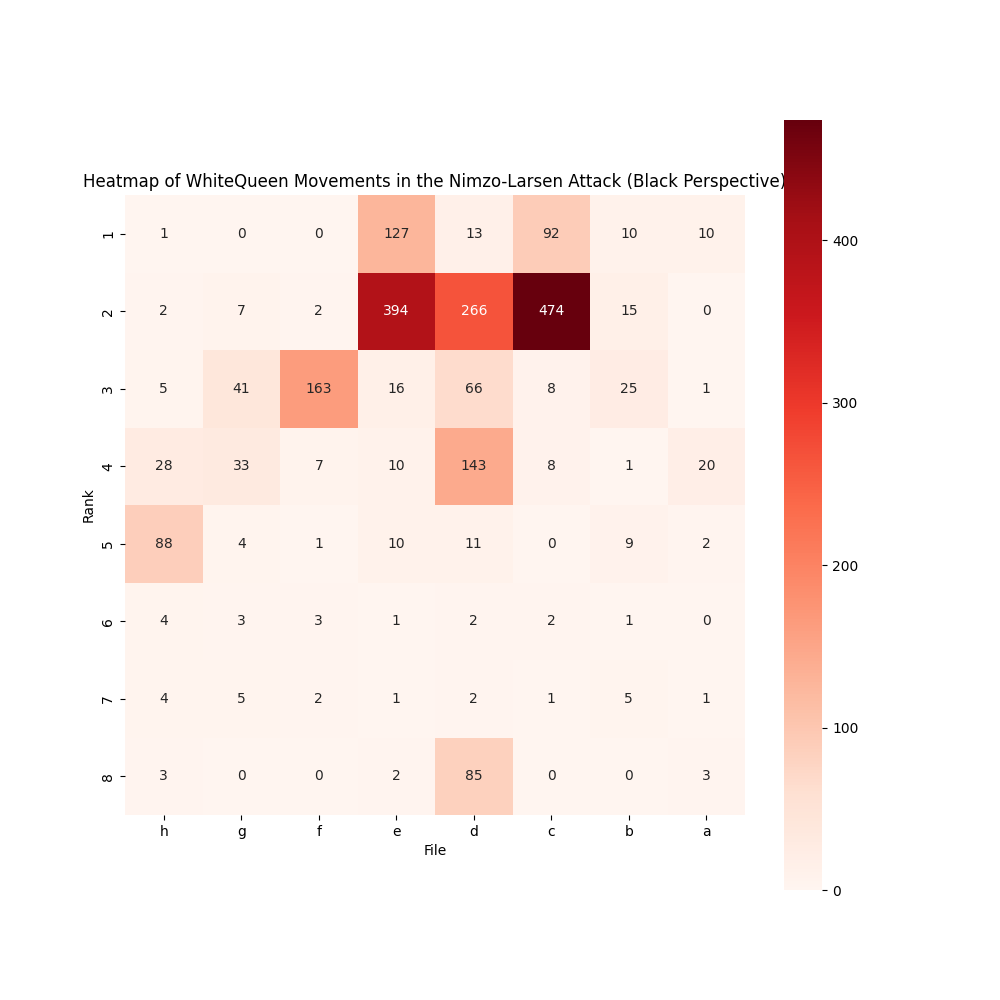 Heatmap of WhiteQueen Movements in the Nimzo-Larsen Attack (Black Perspective)
1 1 0 0 127 13 92 10 10
2 2 7 2 394 266 474 15 0
3 5 41 163 16 66 8 25 1
4 28 33 7 10 143 8 1 20
5 88 4 1 10 11 0 9 2
6 4 3 3 1 2 2 1 0
7 4 5 2 1 2 1 5 1
8 3 0 0 2 85 0 0 3
h g f e d c b a
File
Rank
400
300
200
100
0